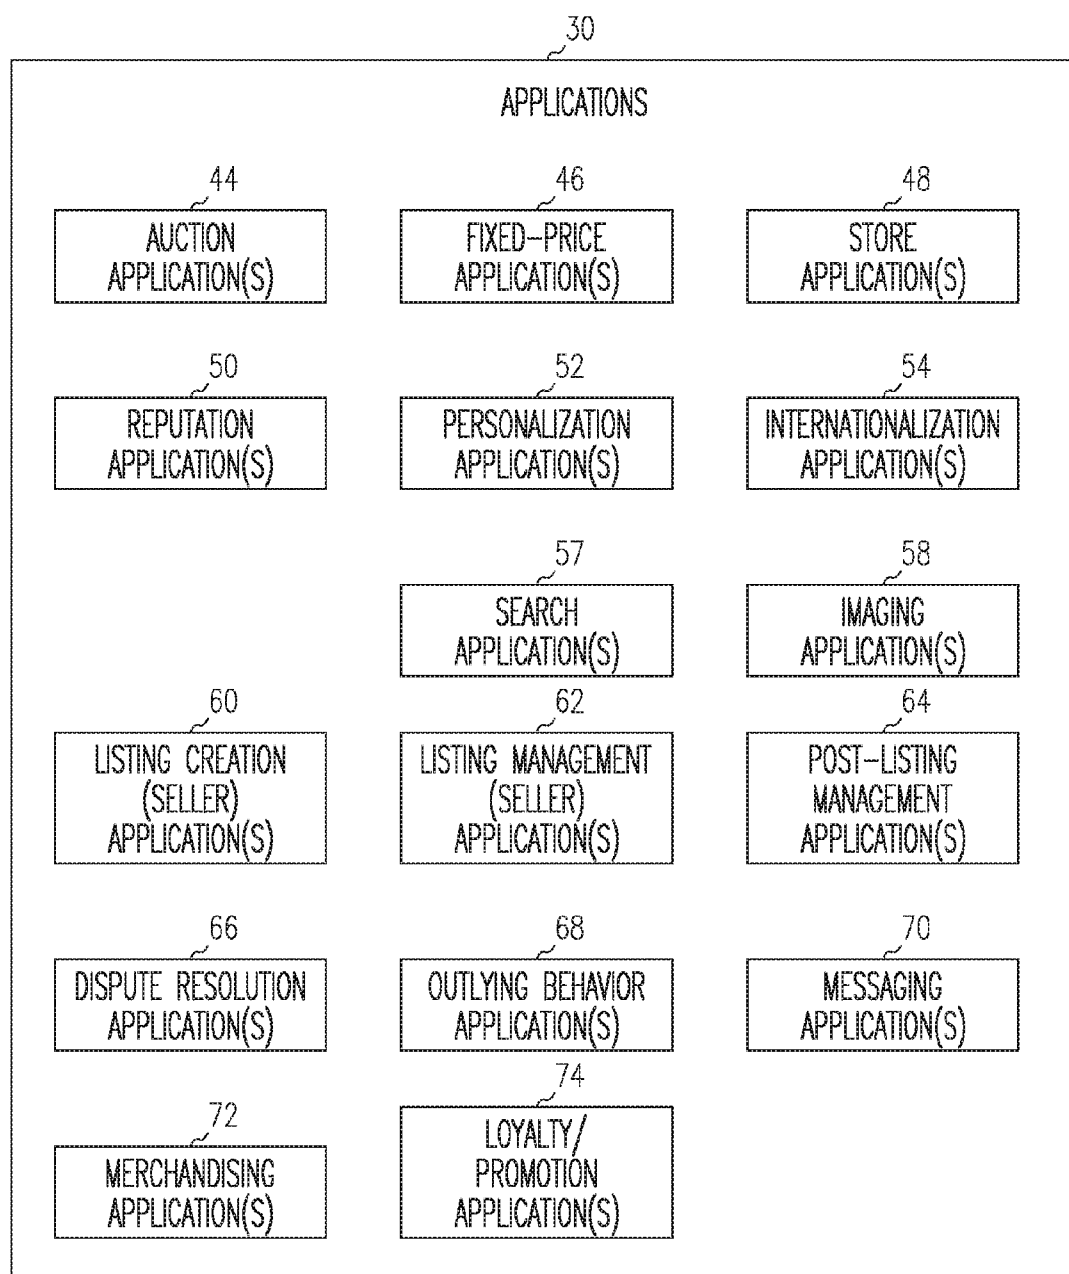 30
APPLICATIONS
44
AUCTION
APPLICATION(S)
46
FIXED-PRICE
APPLICATION(S)
48
STORE
APPLICATION(S)
50
REPUTATION
APPLICATION(S)
52
PERSONALIZATION
APPLICATION(S)
54
INTERNATIONALIZATION
APPLICATION(S)
57
SEARCH
APPLICATION(S)
58
IMAGING
APPLICATION(S)
60
LISTING CREATION
(SELLER)
APPLICATION(S)
62
LISTING MANAGEMENT
(SELLER)
APPLICATION(S)
64
POST-LISTING
MANAGEMENT
APPLICATION(S)
66
DISPUTE RESOLUTION
APPLICATION(S)
68
OUTLYING BEHAVIOR
APPLICATION(S)
70
MESSAGING
APPLICATION(S)
72
MERCHANDISING
APPLICATION(S)
74
LOYALTY/
PROMOTION
APPLICATION(S)